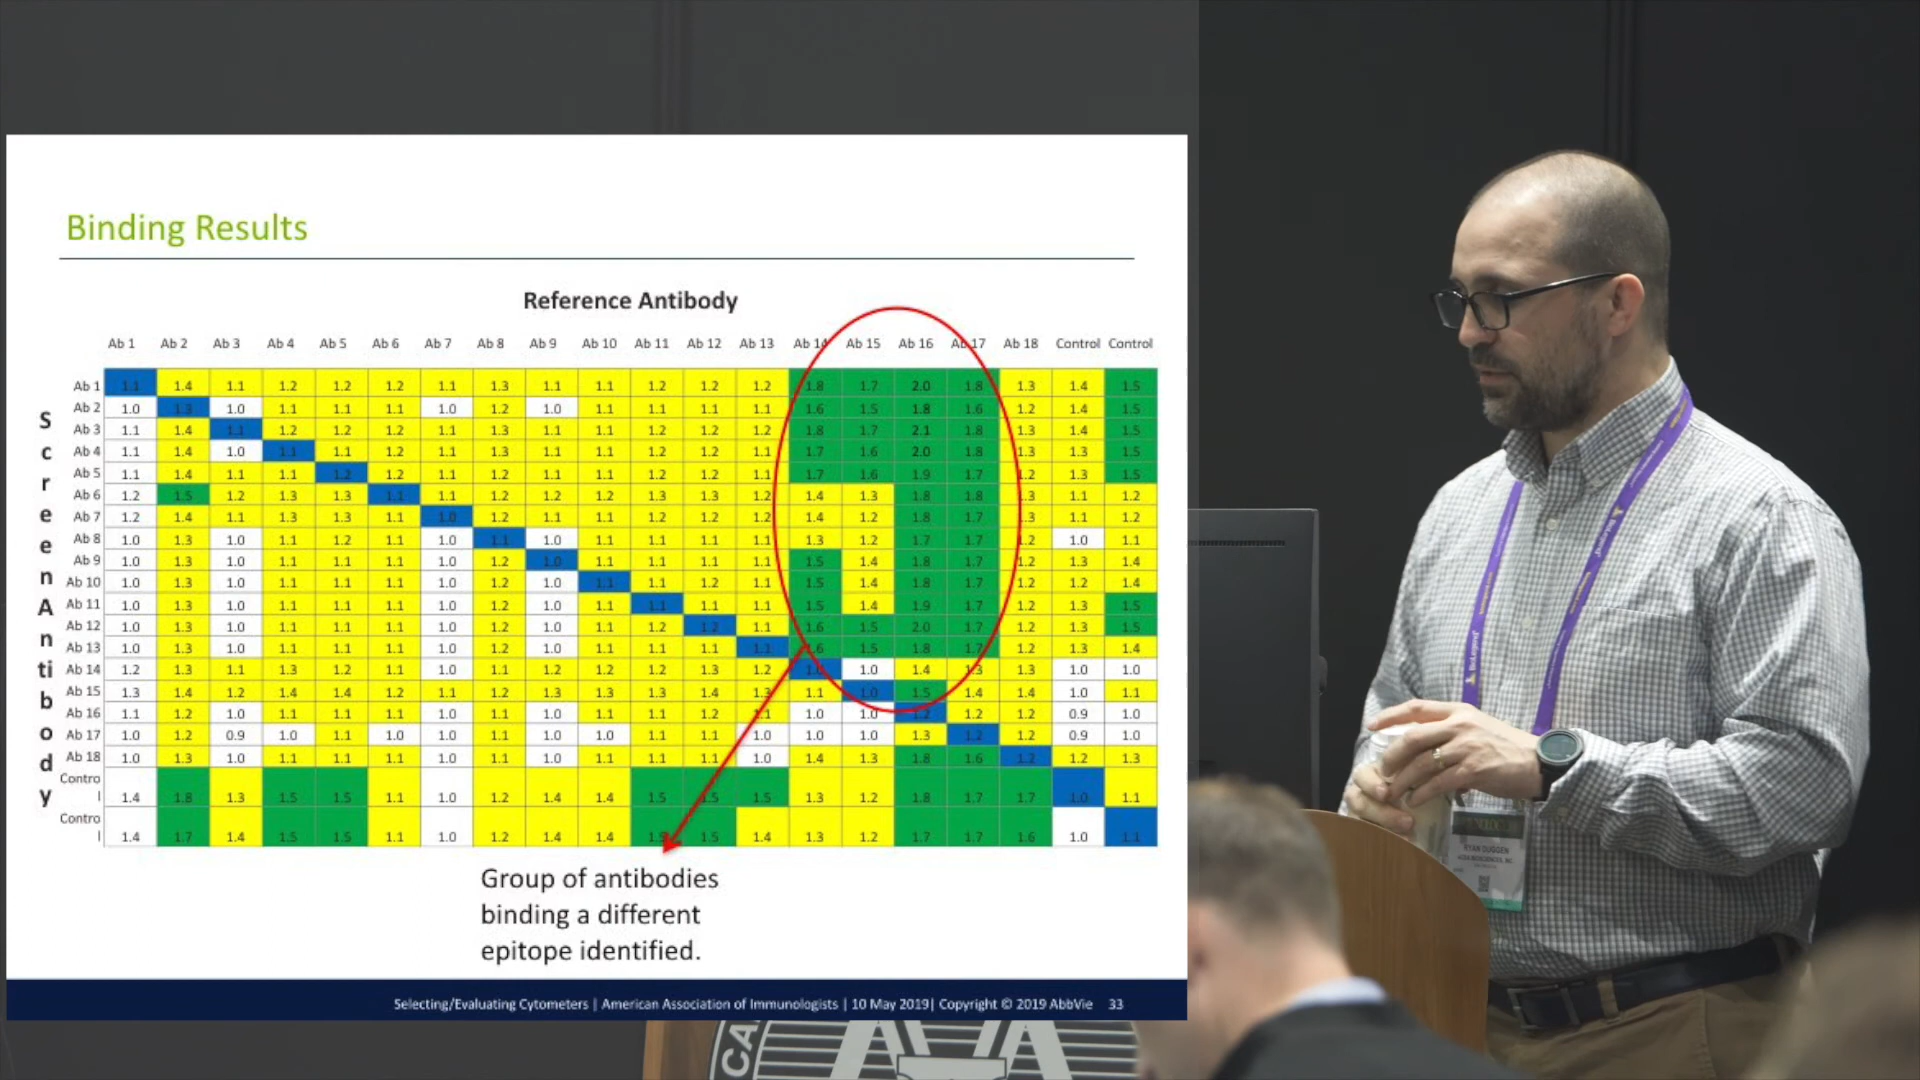 Binding Results
Reference Antibody
Ab 1 Ab 2 Ab 3 Ab 4 Ab 5 Ab 6 Ab 7 Ab 8 Ab 9 Ab 10 Ab 11 Ab 12 Ab 13 Ab 14 Ab 15 Ab 16 Ab 17 Ab 18 Control Control
Screen Antibody
Ab 1 1.1 1.4 1.1 1.2 1.2 1.2 1.1 1.3 1.1 1.1 1.2 1.2 1.2 1.8 1.7 2.0 1.8 1.3 1.4 1.5
Ab 2 1.0 1.3 1.0 1.1 1.1 1.1 1.0 1.2 1.0 1.1 1.1 1.1 1.1 1.6 1.5 1.8 1.6 1.2 1.4 1.5
Ab 3 1.1 1.4 1.1 1.2 1.2 1.2 1.1 1.3 1.1 1.1 1.2 1.2 1.2 1.8 1.7 2.1 1.8 1.3 1.4 1.5
Ab 4 1.1 1.4 1.0 1.1 1.1 1.2 1.1 1.3 1.1 1.1 1.2 1.2 1.1 1.7 1.6 2.0 1.8 1.3 1.3 1.5
Ab 5 1.1 1.4 1.1 1.1 1.2 1.2 1.1 1.2 1.1 1.1 1.2 1.2 1.1 1.7 1.6 1.9 1.7 1.2 1.3 1.5
Ab 6 1.2 1.5 1.2 1.3 1.3 1.1 1.1 1.2 1.2 1.2 1.3 1.3 1.2 1.4 1.3 1.8 1.8 1.3 1.1 1.2
Ab 7 1.2 1.4 1.1 1.3 1.3 1.1 1.0 1.2 1.1 1.1 1.2 1.2 1.2 1.4 1.2 1.8 1.7 1.3 1.1 1.2
Ab 8 1.0 1.3 1.0 1.1 1.2 1.1 1.0 1.1 1.0 1.1 1.1 1.1 1.1 1.3 1.2 1.7 1.7 1.2 1.0 1.1
Ab 9 1.0 1.3 1.0 1.1 1.1 1.1 1.0 1.2 1.0 1.1 1.1 1.1 1.1 1.5 1.4 1.8 1.7 1.2 1.3 1.4
Ab 10 1.0 1.3 1.0 1.1 1.1 1.1 1.0 1.2 1.0 1.1 1.1 1.2 1.1 1.5 1.4 1.8 1.7 1.2 1.2 1.4
Ab 11 1.0 1.3 1.0 1.1 1.1 1.1 1.0 1.2 1.0 1.1 1.1 1.1 1.1 1.5 1.4 1.9 1.7 1.2 1.3 1.5
Ab 12 1.0 1.3 1.0 1.1 1.1 1.1 1.0 1.2 1.0 1.1 1.2 1.2 1.1 1.6 1.5 2.0 1.7 1.2 1.3 1.5
Ab 13 1.0 1.3 1.0 1.1 1.1 1.1 1.0 1.2 1.0 1.1 1.1 1.1 1.1 1.6 1.5 1.8 1.7 1.2 1.3 1.4
Ab 14 1.2 1.3 1.1 1.3 1.2 1.1 1.0 1.1 1.2 1.2 1.2 1.3 1.2 1.0 1.0 1.4 1.3 1.3 1.0 1.0
Ab 15 1.3 1.4 1.2 1.4 1.4 1.2 1.1 1.2 1.3 1.3 1.3 1.4 1.3 1.1 1.0 1.5 1.4 1.4 1.0 1.1
Ab 16 1.1 1.2 1.0 1.1 1.1 1.1 1.0 1.1 1.0 1.1 1.1 1.2 1.1 1.0 1.0 1.2 1.2 1.2 0.9 1.0
Ab 17 1.0 1.2 0.9 1.0 1.1 1.0 1.0 1.1 1.0 1.0 1.1 1.1 1.0 1.0 1.0 1.3 1.2 1.2 0.9 1.0
Ab 18 1.0 1.3 1.0 1.1 1.1 1.1 1.0 1.1 1.0 1.1 1.1 1.1 1.0 1.4 1.3 1.8 1.6 1.2 1.2 1.3
Control 1.4 1.8 1.3 1.5 1.5 1.1 1.0 1.2 1.4 1.4 1.5 1.5 1.5 1.3 1.2 1.8 1.7 1.7 1.0 1.1
Control 1.4 1.7 1.4 1.5 1.5 1.1 1.0 1.2 1.4 1.4 1.5 1.5 1.4 1.3 1.2 1.7 1.7 1.6 1.0 1.1
Group of antibodies
binding a different
epitope identified.
Selecting/Evaluating Cytometers | American Association of Immunologists | 10 May 2019| Copyright © 2019 AbbVie 33
BioLegend
RYAN DUGGEN
CA